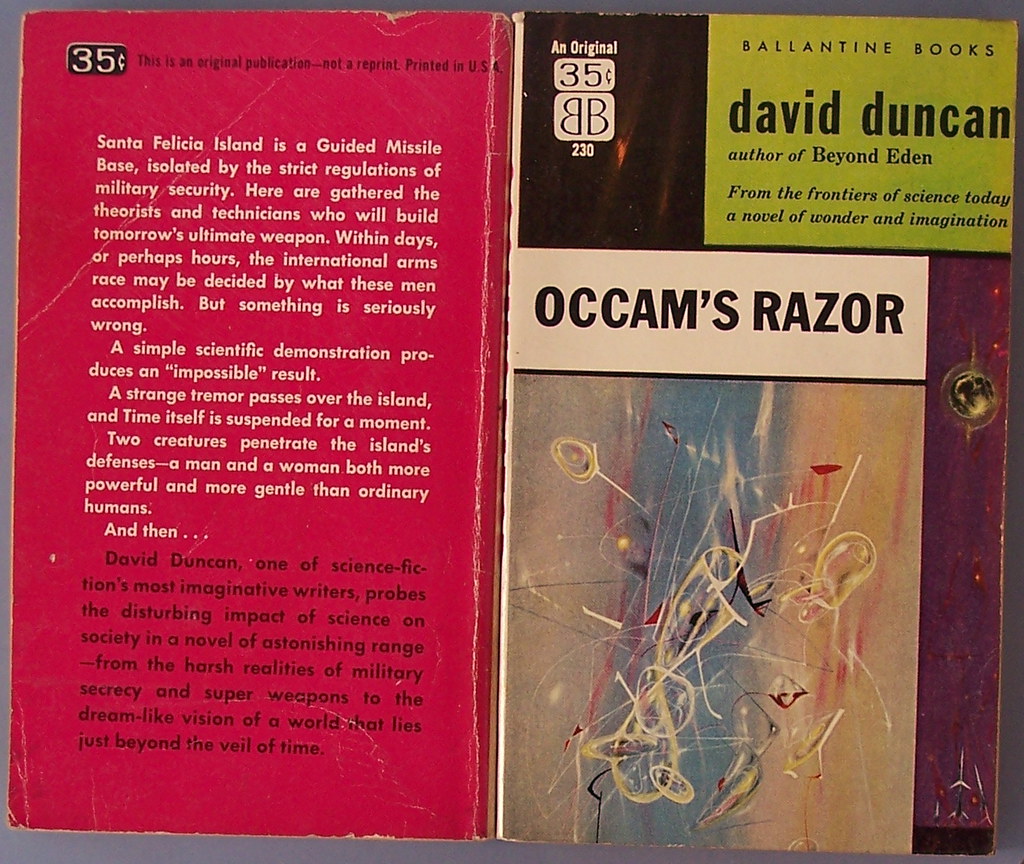 35¢ This is an original publication—not a reprint. Printed in U.S.A.
Santa Felicia Island is a Guided Missile
Base, isolated by the strict regulations of
military security. Here are gathered the
theorists and technicians who will build
tomorrow's ultimate weapon. Within days,
or perhaps hours, the international arms
race may be decided by what these men
accomplish. But something is seriously
wrong.
A simple scientific demonstration pro-
duces an "impossible" result.
A strange tremor passes over the island,
and Time itself is suspended for a moment.
Two creatures penetrate the island's
defenses—a man and a woman both more
powerful and more gentle than ordinary
humans.
And then . . .
David Duncan, one of science-fic-
tion's most imaginative writers, probes
the disturbing impact of science on
society in a novel of astonishing range
—from the harsh realities of military
secrecy and super weapons to the
dream-like vision of a world that lies
just beyond the veil of time.
An Original
35¢
BB
230
BALLANTINE BOOKS
david duncan
author of Beyond Eden
From the frontiers of science today
a novel of wonder and imagination
OCCAM'S RAZOR